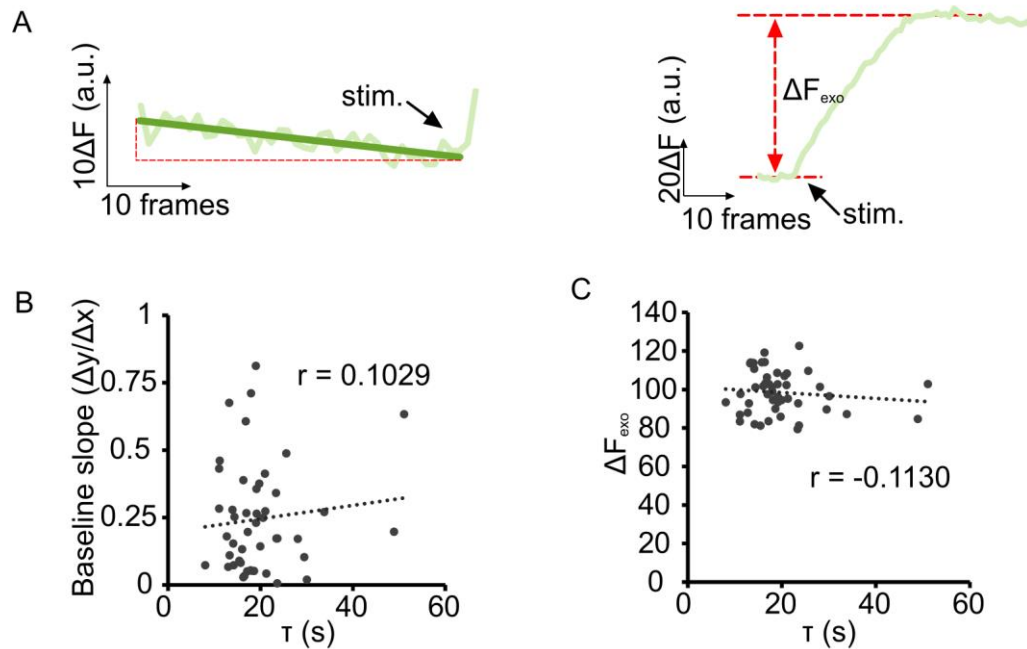 A
10ΔF (a.u.)
stim.
10 frames
20ΔF (a.u.)
ΔFexo
10 frames
stim.
B
Baseline slope (Δy/Δx)
1
0.75
0.5
0.25
0
r = 0.1029
0 20 40 60
τ (s)
C
ΔFexo
140
120
100
80
60
40
20
0
r = -0.1130
0 20 40 60
τ (s)